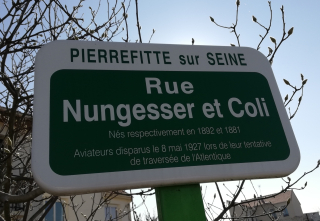 PIERREFITTE sur SEINE
Rue
Nungesser et Coli
Nés respectivement en 1892 et 1881
Aviateurs disparus le 8 mai 1927 lors de leur tentative
de traversée de l'Atlentique